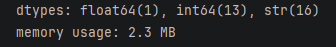 dtypes: float64(1), int64(13), str(16)
memory usage: 2.3 MB